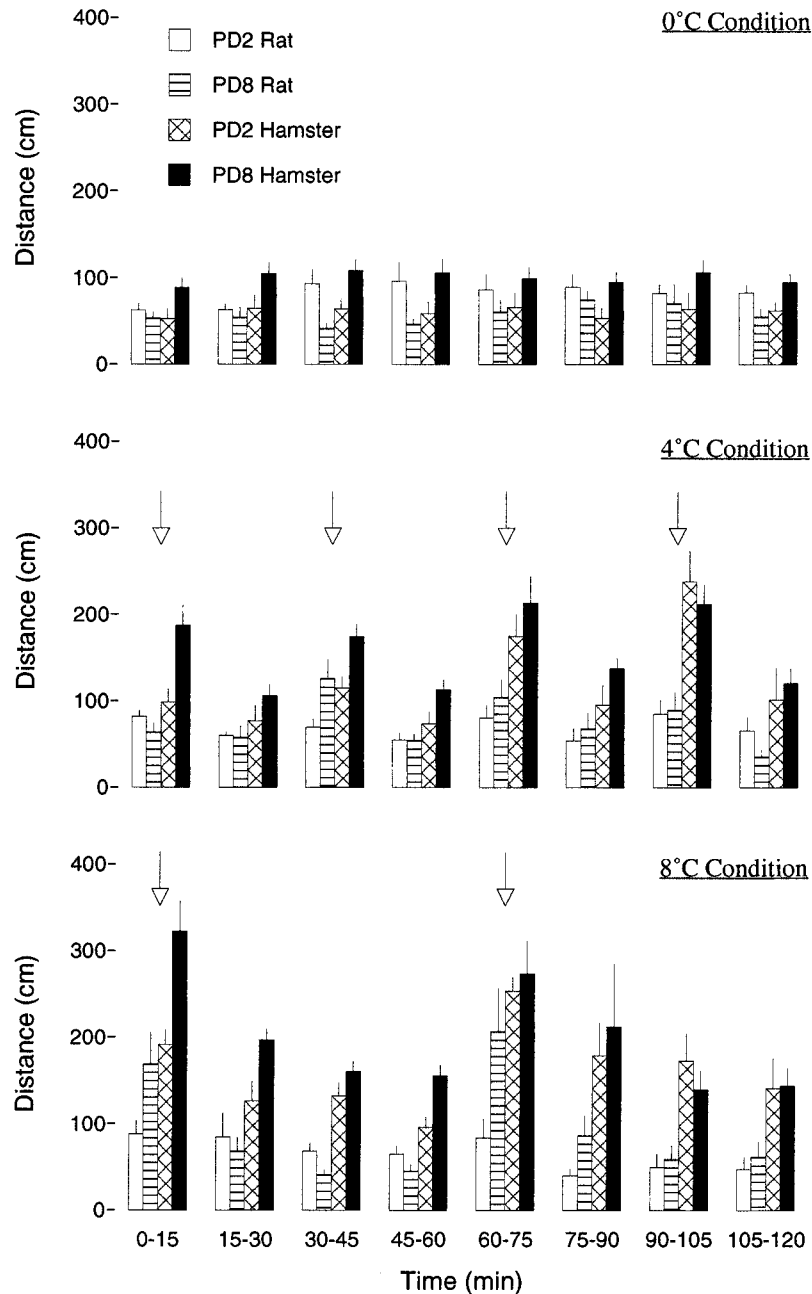 400-
0°C Condition
PD2 Rat
PD8 Rat
300-
PD2 Hamster
200-
PD8 Hamster
Distance (cm)
100-
0-
400-
4°C Condition
300-
200-
Distance (cm)
100-
0-
400-
8°C Condition
300-
200-
Distance (cm)
100-
0-
0-15 15-30 30-45 45-60 60-75 75-90 90-105 105-120
Time (min)